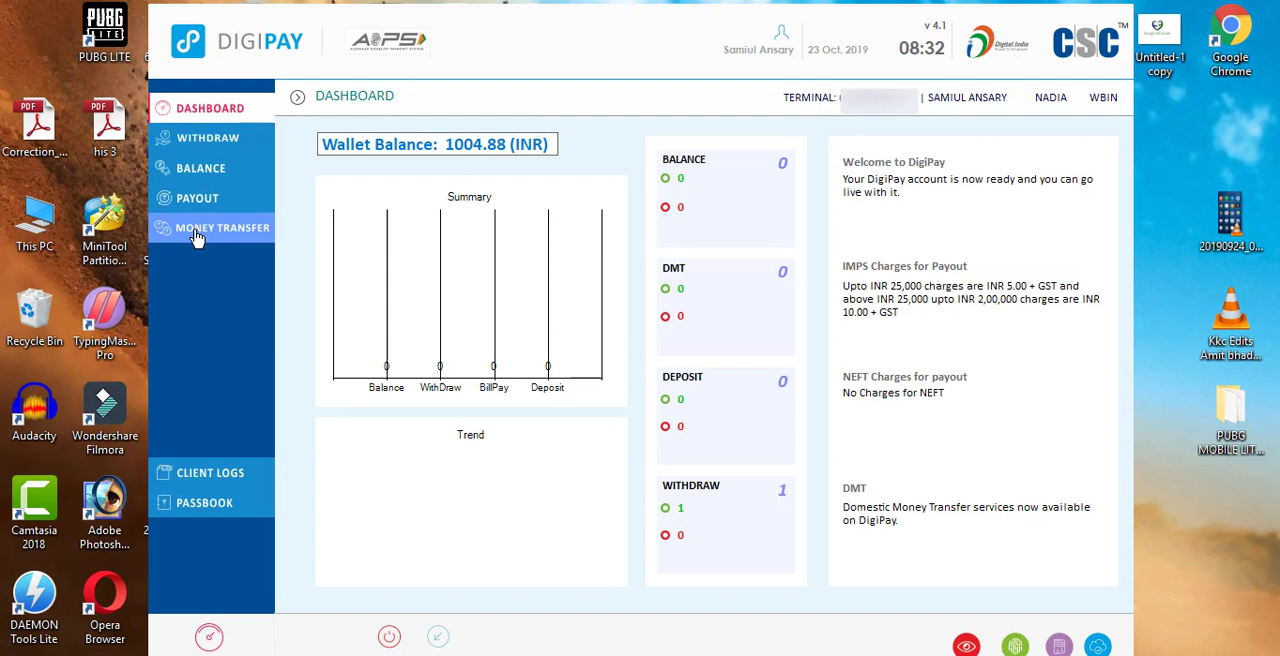 PUBG LITE
PUBG LITE
Correction_...
his 3
This PC
MiniTool
Partitio...
Recycle Bin
TypingMas...
Pro
Audacity
Wondershare
Filmora
Camtasia
2018
Adobe
Photosh...
DAEMON
Tools Lite
Opera
Browser
DIGIPAY
AEPS
AADHAAR ENABLED PAYMENT SYSTEM
Samiul Ansary
23 Oct, 2019
v 4.1
08:32
Digital India
CSC™
DASHBOARD
WITHDRAW
BALANCE
PAYOUT
MONEY TRANSFER
CLIENT LOGS
PASSBOOK
DASHBOARD
TERMINAL:
| SAMIUL ANSARY
NADIA
WBIN
Wallet Balance: 1004.88 (INR)
Summary
0 0 0 0
Balance WithDraw BillPay Deposit
Trend
BALANCE 0
0
0
DMT 0
0
0
DEPOSIT 0
0
0
WITHDRAW 1
1
0
Welcome to DigiPay
Your DigiPay account is now ready and you can go
live with it.
IMPS Charges for Payout
Upto INR 25,000 charges are INR 5.00 + GST and
above INR 25,000 upto INR 2,00,000 charges are INR
10.00 + GST
NEFT Charges for payout
No Charges for NEFT
DMT
Domestic Money Transfer services now available
on DigiPay.
Untitled-1
copy
Google
Chrome
20190924_0...
Kkc Edits
Amit bhad...
PUBG
MOBILE LIT...